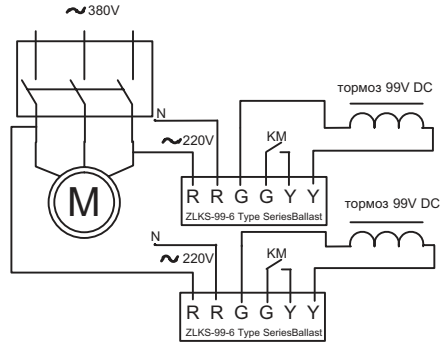 ~380V
тормоз 99V DC
N
~220V
KM
R R G G Y Y
ZLKS-99-6 Type SeriesBallast
M
тормоз 99V DC
N
~220V
KM
R R G G Y Y
ZLKS-99-6 Type SeriesBallast